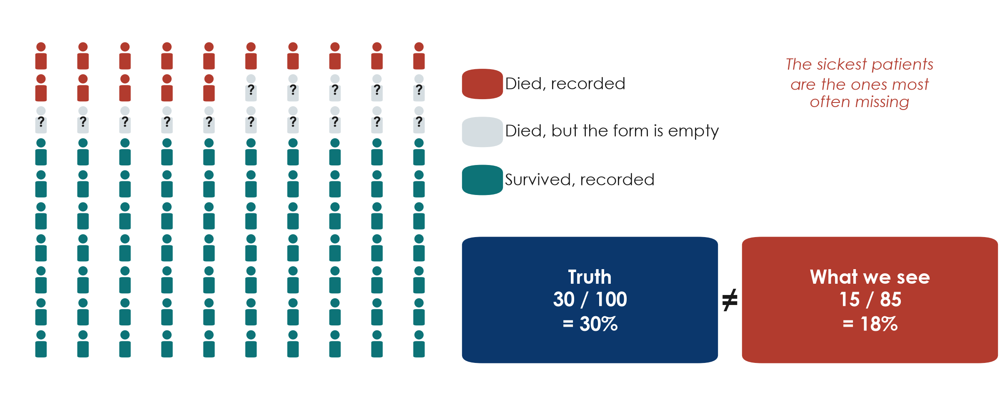 ? ? ? ? ?
? ? ? ? ? ? ? ? ? ?
Died, recorded
Died, but the form is empty
Survived, recorded
The sickest patients
are the ones most
often missing
Truth
30 / 100
= 30%
≠
What we see
15 / 85
= 18%